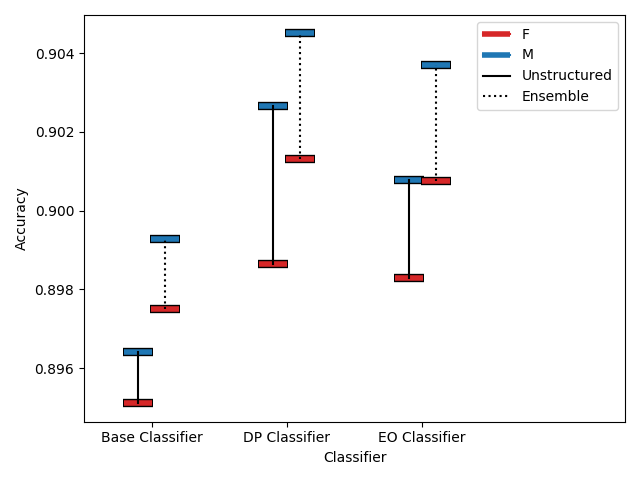 F
M
Unstructured
Ensemble
0.904
0.902
0.900
0.898
0.896
Accuracy
Base Classifier
DP Classifier
EO Classifier
Classifier